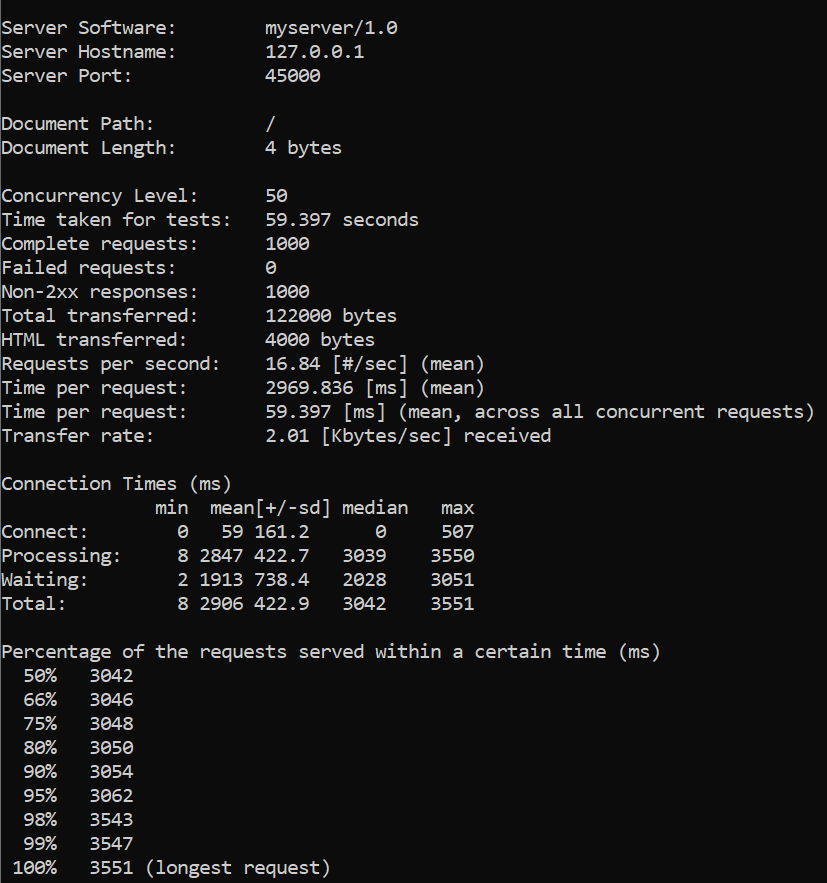 Server Software:        myserver/1.0
Server Hostname:        127.0.0.1
Server Port:            45000

Document Path:          /
Document Length:        4 bytes

Concurrency Level:      50
Time taken for tests:   59.397 seconds
Complete requests:      1000
Failed requests:        0
Non-2xx responses:      1000
Total transferred:      122000 bytes
HTML transferred:       4000 bytes
Requests per second:    16.84 [#/sec] (mean)
Time per request:       2969.836 [ms] (mean)
Time per request:       59.397 [ms] (mean, across all concurrent requests)
Transfer rate:          2.01 [Kbytes/sec] received

Connection Times (ms)
              min  mean[+/-sd] median   max
Connect:        0   59 161.2      0     507
Processing:     8 2847 422.7   3039    3550
Waiting:        2 1913 738.4   2028    3051
Total:          8 2906 422.9   3042    3551

Percentage of the requests served within a certain time (ms)
  50%   3042
  66%   3046
  75%   3048
  80%   3050
  90%   3054
  95%   3062
  98%   3543
  99%   3547
 100%   3551 (longest request)